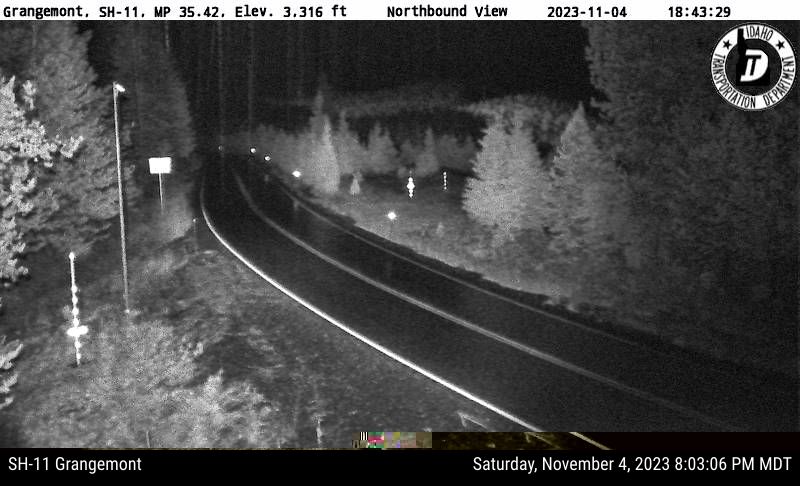 Grangemont, SH-11, MP 35.42, Elev. 3,316 ft Northbound View 2023-11-04 18:43:29
IDAHO
TRANSPORTATION DEPARTMENT
SH-11 Grangemont Saturday, November 4, 2023 8:03:06 PM MDT